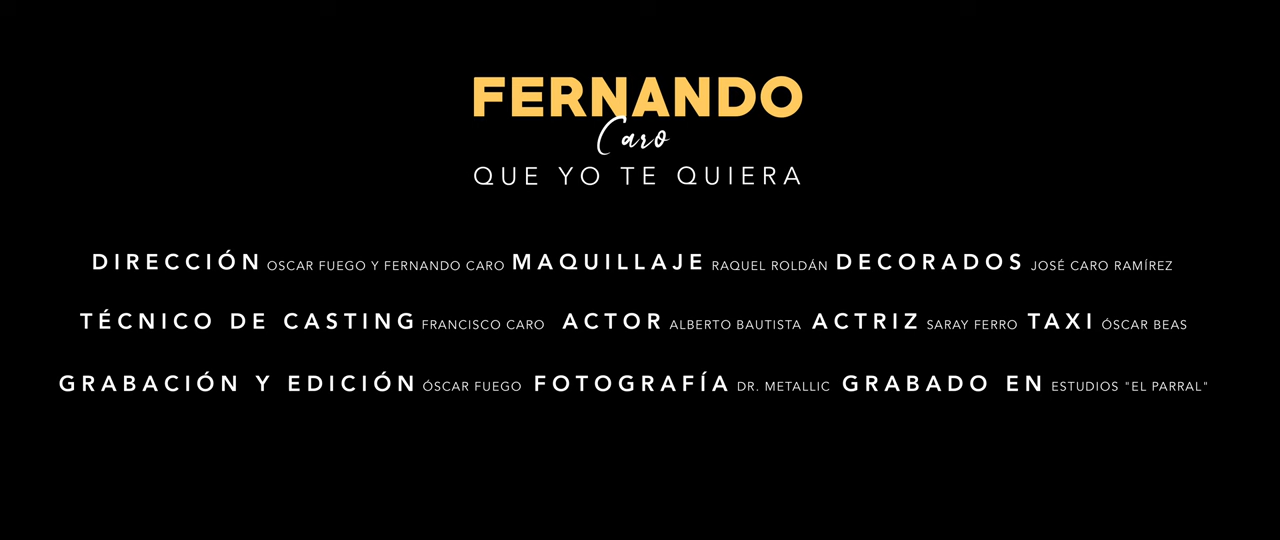 FERNANDO
Caro
QUE YO TE QUIERA
DIRECCIÓN OSCAR FUEGO Y FERNANDO CARO MAQUILLAJE RAQUEL ROLDÁN DECORADOS JOSÉ CARO RAMÍREZ
TÉCNICO DE CASTING FRANCISCO CARO ACTOR ALBERTO BAUTISTA ACTRIZ SARAY FERRO TAXI ÓSCAR BEAS
GRABACIÓN Y EDICIÓN ÓSCAR FUEGO FOTOGRAFÍA DR. METALLIC GRABADO EN ESTUDIOS "EL PARRAL"